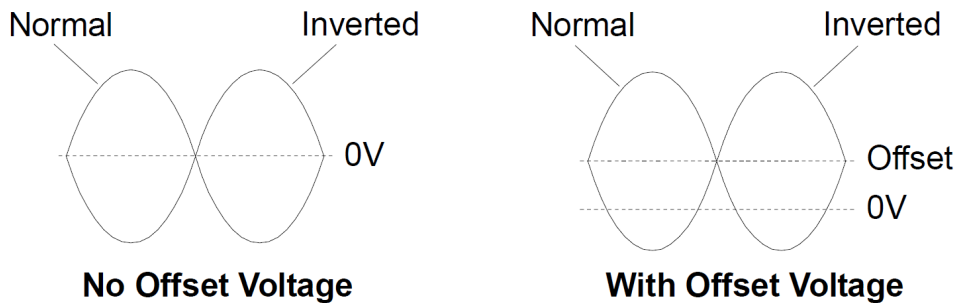 Normal
Inverted
0V
No Offset Voltage
Normal
Inverted
Offset
0V
With Offset Voltage